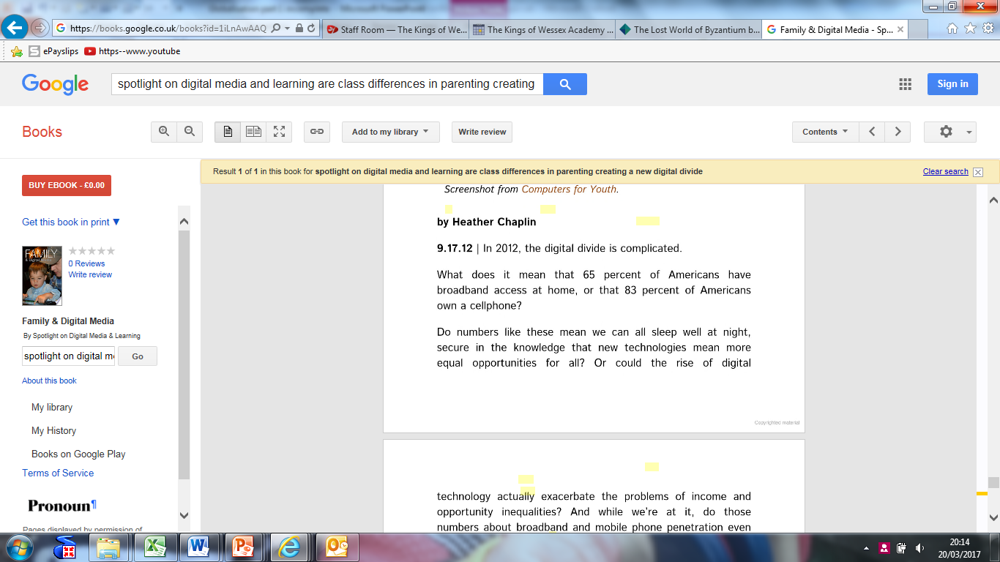 https://books.google.co.uk/books?id=1iLnAwAAQ
Staff Room — The Kings of We...
The Kings of Wessex Academy ...
The Lost World of Byzantium b...
Family & Digital Media - Sp...
ePayslips
https--www.youtube
Google
spotlight on digital media and learning are class differences in parenting creating
Sign in
Books
Add to my library
Write review
Contents
Result 1 of 1 in this book for spotlight on digital media and learning are class differences in parenting creating a new digital divide
Clear search
BUY EBOOK - £0.00
Get this book in print ▼
FAMILY
& Digital Media
0 Reviews
Write review
Family & Digital Media
By Spotlight on Digital Media & Learning
spotlight on digital m
Go
About this book
My library
My History
Books on Google Play
Terms of Service
Pronoun¶
Pages displayed by permission of
Screenshot from Computers for Youth.
by Heather Chaplin
9.17.12 | In 2012, the digital divide is complicated.
What does it mean that 65 percent of Americans have
broadband access at home, or that 83 percent of Americans
own a cellphone?
Do numbers like these mean we can all sleep well at night,
secure in the knowledge that new technologies mean more
equal opportunities for all? Or could the rise of digital
Copyrighted material
technology actually exacerbate the problems of income and
opportunity inequalities? And while we're at it, do those
numbers about broadband and mobile phone penetration even
20:14
20/03/2017